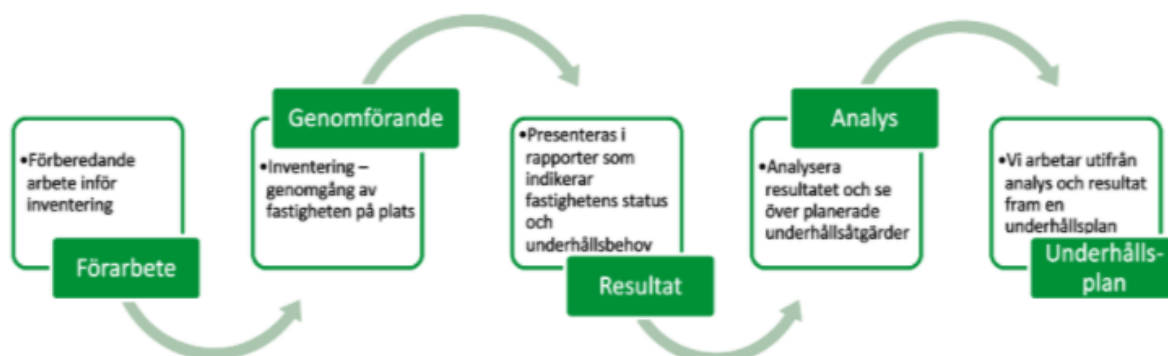 •Förberedande
arbete inför
inventering
Förarbete
Genomförande
•Inventering –
genomgång av
fastigheten på plats
•Presenteras i
rapporter som
indikerar
fastighetens status
och
underhållsbehov
Resultat
Analys
•Analysera
resultatet och se
över planerade
underhållsåtgärder
•Vi arbetar utifrån
analys och resultat
fram en
underhållsplan
Underhålls-
plan